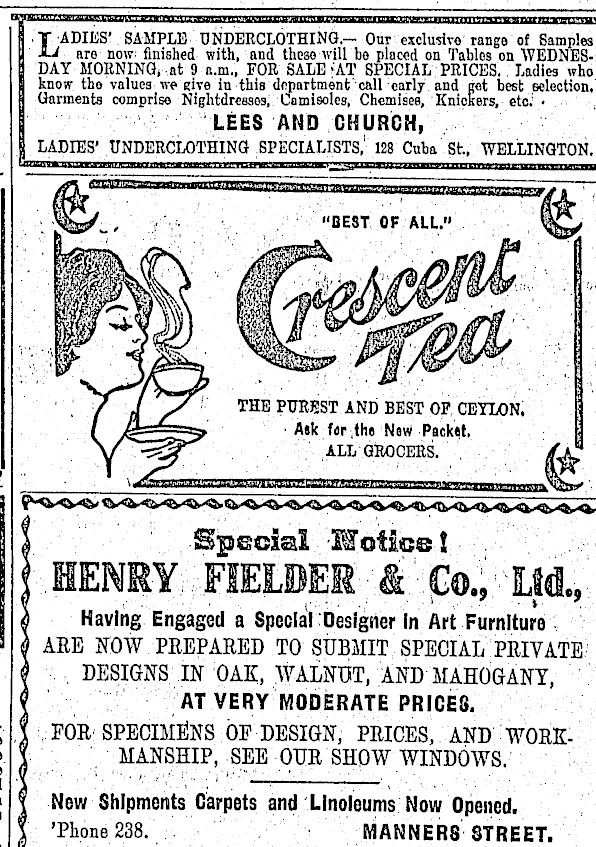 LADIES' SAMPLE UNDERCLOTHING.— Our exclusive range of Samples
are now finished with, and these will be placed on Tables on WEDNES-
DAY MORNING, at 9 a.m., FOR SALE AT SPECIAL PRICES. Ladies who
know the values we give in this department call early and get best selection.
Garments comprise Nightdresses, Camisoles, Chemises, Knickers, etc.
LEES AND CHURCH,
LADIES' UNDERCLOTHING SPECIALISTS, 128 Cuba St., WELLINGTON.
"BEST OF ALL."
Crescent
Tea
THE PUREST AND BEST OF CEYLON.
Ask for the New Packet.
ALL GROCERS.
Special Notice!
HENRY FIELDER & Co., Ltd.,
Having Engaged a Special Designer in Art Furniture
ARE NOW PREPARED TO SUBMIT SPECIAL PRIVATE
DESIGNS IN OAK, WALNUT, AND MAHOGANY,
AT VERY MODERATE PRICES.
FOR SPECIMENS OF DESIGN, PRICES, AND WORK-
MANSHIP, SEE OUR SHOW WINDOWS.
New Shipments Carpets and Linoleums Now Opened.
'Phone 238. MANNERS STREET.